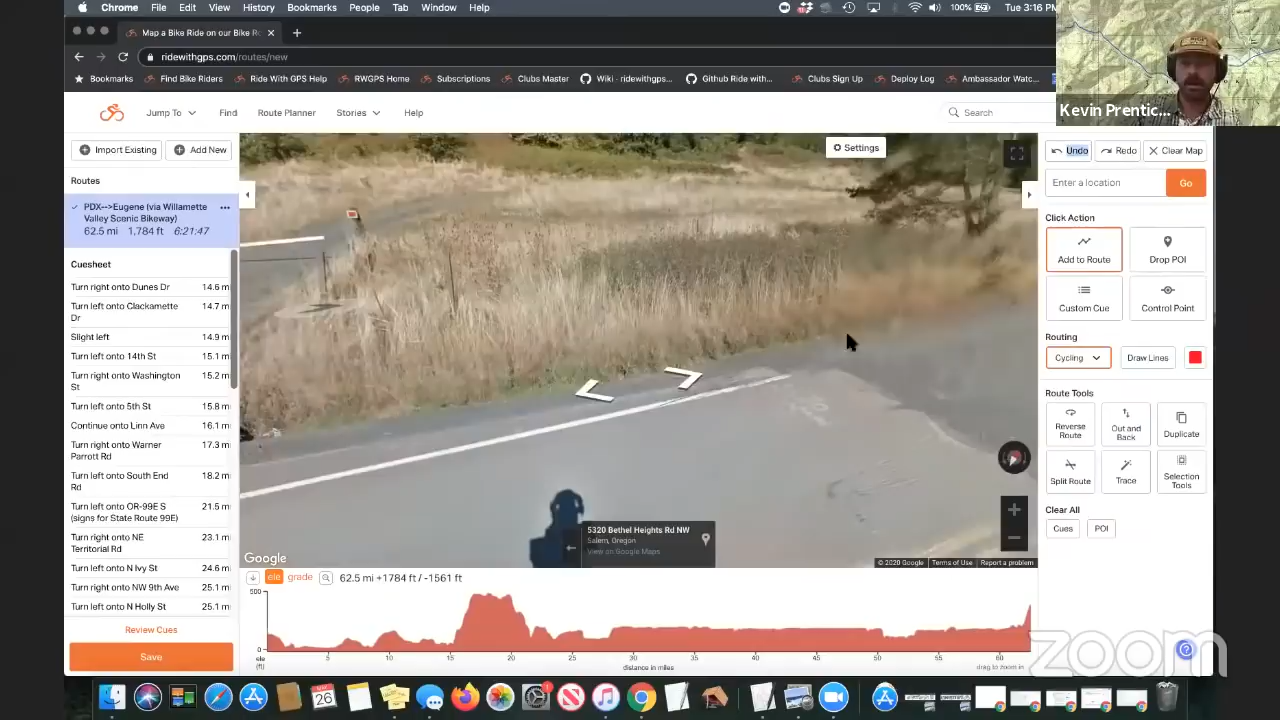 Chrome File Edit View History Bookmarks People Tab Window Help 100% Tue 3:16 PM
Map a Bike Ride on our Bike Ro
ridewithgps.com/routes/new
Bookmarks Find Bike Riders Ride With GPS Help RWGPS Home Subscriptions Clubs Master Wiki · ridewithgps... Github Ride with... Clubs Sign Up Deploy Log Ambassador Watc...
Kevin Prentic...
Jump To Find Route Planner Stories Help Search
Import Existing Add New
Settings
Undo Redo Clear Map
Routes
Enter a location Go
PDX-->Eugene (via Willamette
Valley Scenic Bikeway)
62.5 mi 1,784 ft 6:21:47
Click Action
Add to Route Drop POI
Custom Cue Control Point
Cuesheet
Turn right onto Dunes Dr 14.6 m
Turn left onto Clackamette
Dr 14.7 m
Slight left 14.9 m
Turn left onto 14th St 15.1 m
Turn right onto Washington
St 15.2 m
Turn left onto 5th St 15.8 m
Continue onto Linn Ave 16.1 m
Turn right onto Warner
Parrott Rd 17.3 m
Turn left onto South End
Rd 18.2 m
Turn left onto OR-99E S
(signs for State Route 99E) 21.5 m
Turn right onto NE
Territorial Rd 23.1 m
Turn left onto N Ivy St 24.6 m
Turn right onto NW 9th Ave 25.1 m
Turn left onto N Holly St 25.1 m
Review Cues
Save
Routing
Cycling Draw Lines
Route Tools
Reverse
Route
Out and
Back
Duplicate
Split Route
Trace
Selection
Tools
Clear All
Cues POI
5320 Bethel Heights Rd NW
Salem, Oregon
View on Google Maps
Google
© 2020 Google Terms of Use Report a problem
ele grade 62.5 mi +1784 ft / -1561 ft
500
0
ele
(ft)
5 10 15 20 25 30 35 40 45 50 55 60
distance in miles
drag to zoom in
zoom
JAN
26